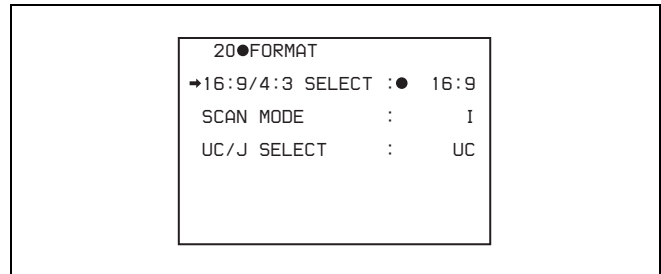 20●FORMAT
➡16:9/4:3 SELECT :● 16:9
SCAN MODE : I
UC/J SELECT : UC